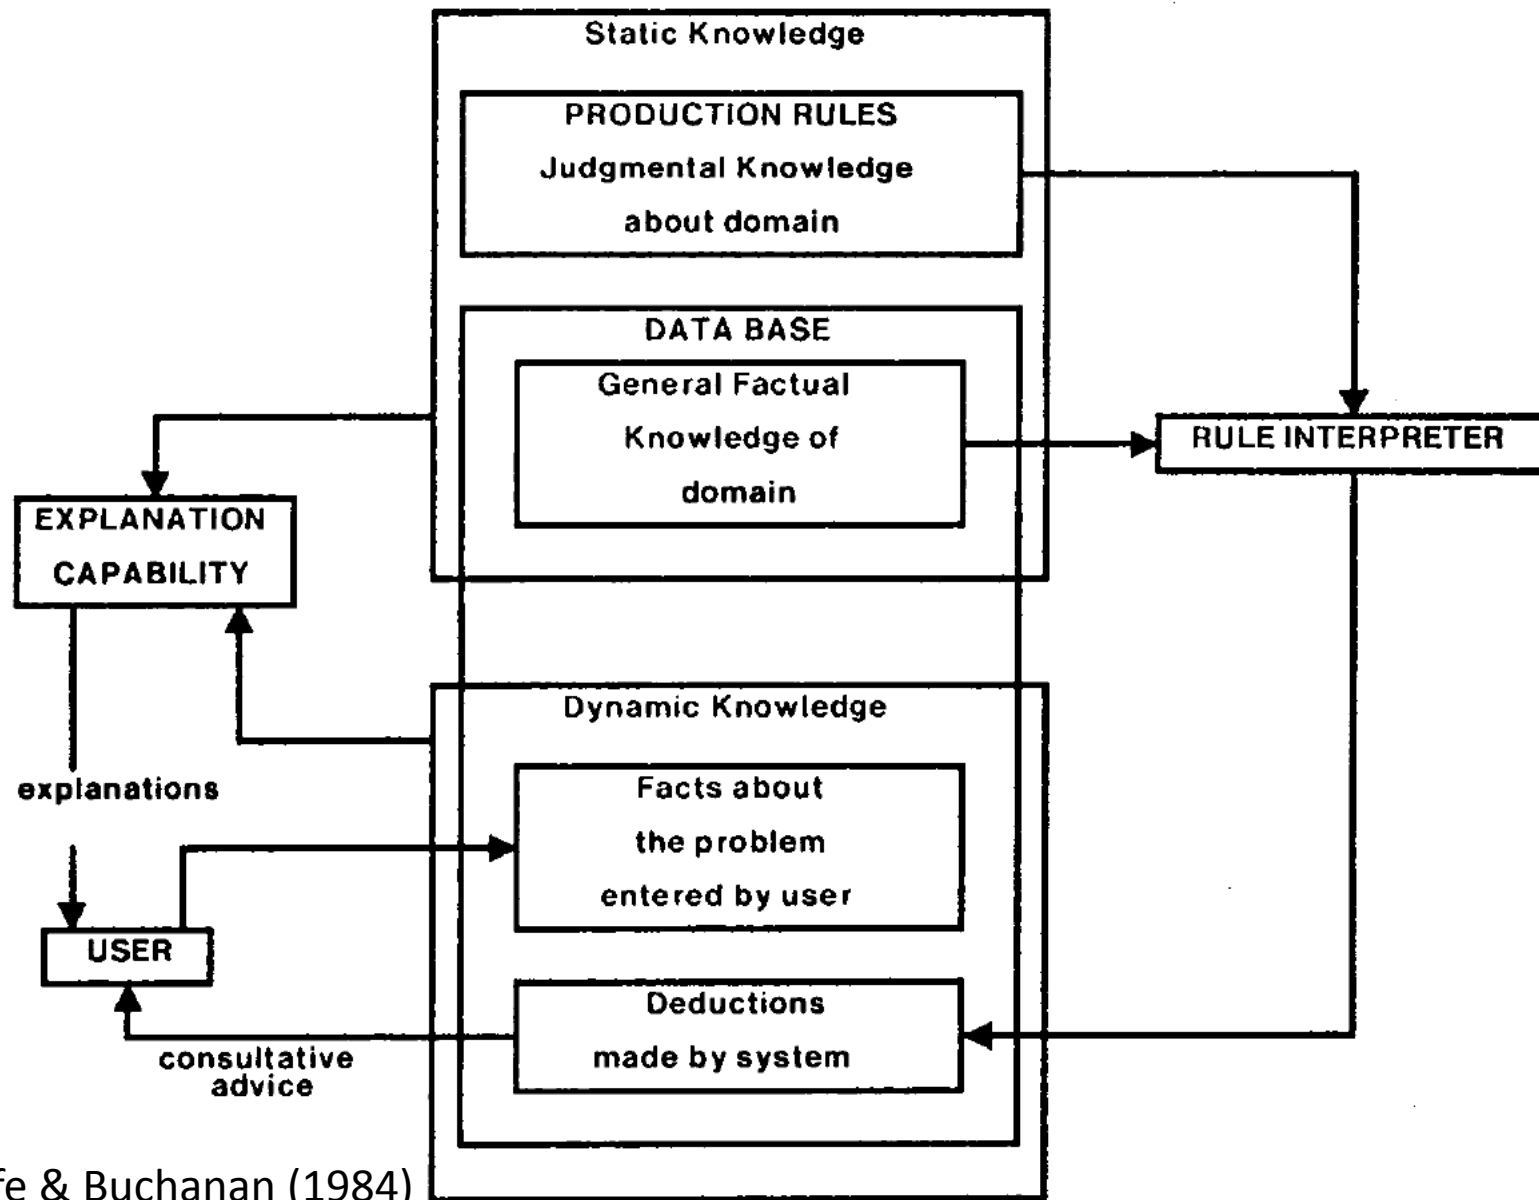 Static Knowledge
PRODUCTION RULES
Judgmental Knowledge
about domain
DATA BASE
General Factual
Knowledge of
domain
RULE INTERPRETER
EXPLANATION
CAPABILITY
Dynamic Knowledge
explanations
Facts about
the problem
entered by user
USER
Deductions
made by system
consultative
advice
& Buchanan (1984)